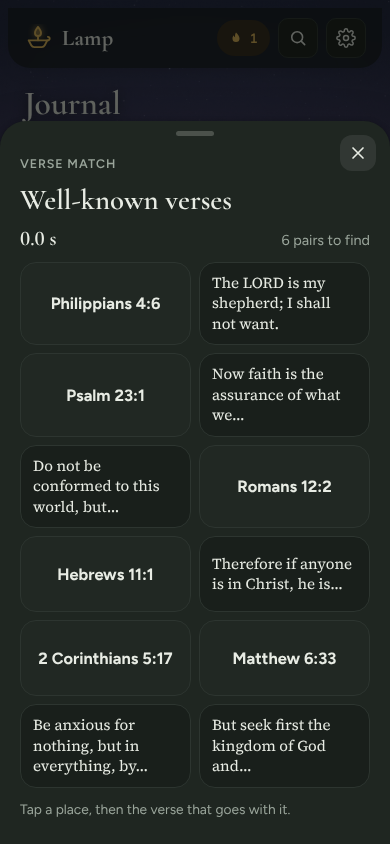 Lamp
1
Journal
VERSE MATCH
Well-known verses
0.0 s
6 pairs to find
Philippians 4:6
The LORD is my
shepherd; I shall
not want.
Psalm 23:1
Now faith is the
assurance of what
we...
Do not be
conformed to this
world, but...
Romans 12:2
Hebrews 11:1
Therefore if anyone
is in Christ, he is...
2 Corinthians 5:17
Matthew 6:33
Be anxious for
nothing, but in
everything, by...
But seek first the
kingdom of God
and...
Tap a place, then the verse that goes with it.